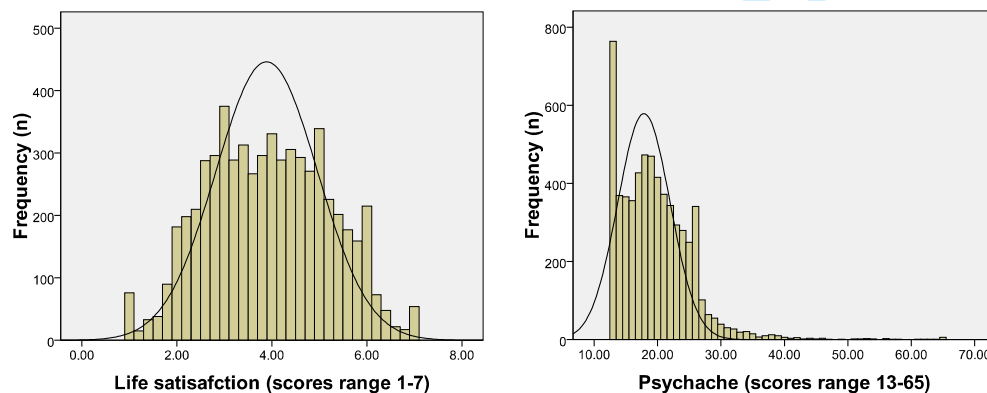 500
400
300
200
100
0
Frequency (n)
0.00 2.00 4.00 6.00 8.00
Life satisafction (scores range 1-7)
800
600
400
200
0
Frequency (n)
10.00 20.00 30.00 40.00 50.00 60.00 70.00
Psychache (scores range 13-65)